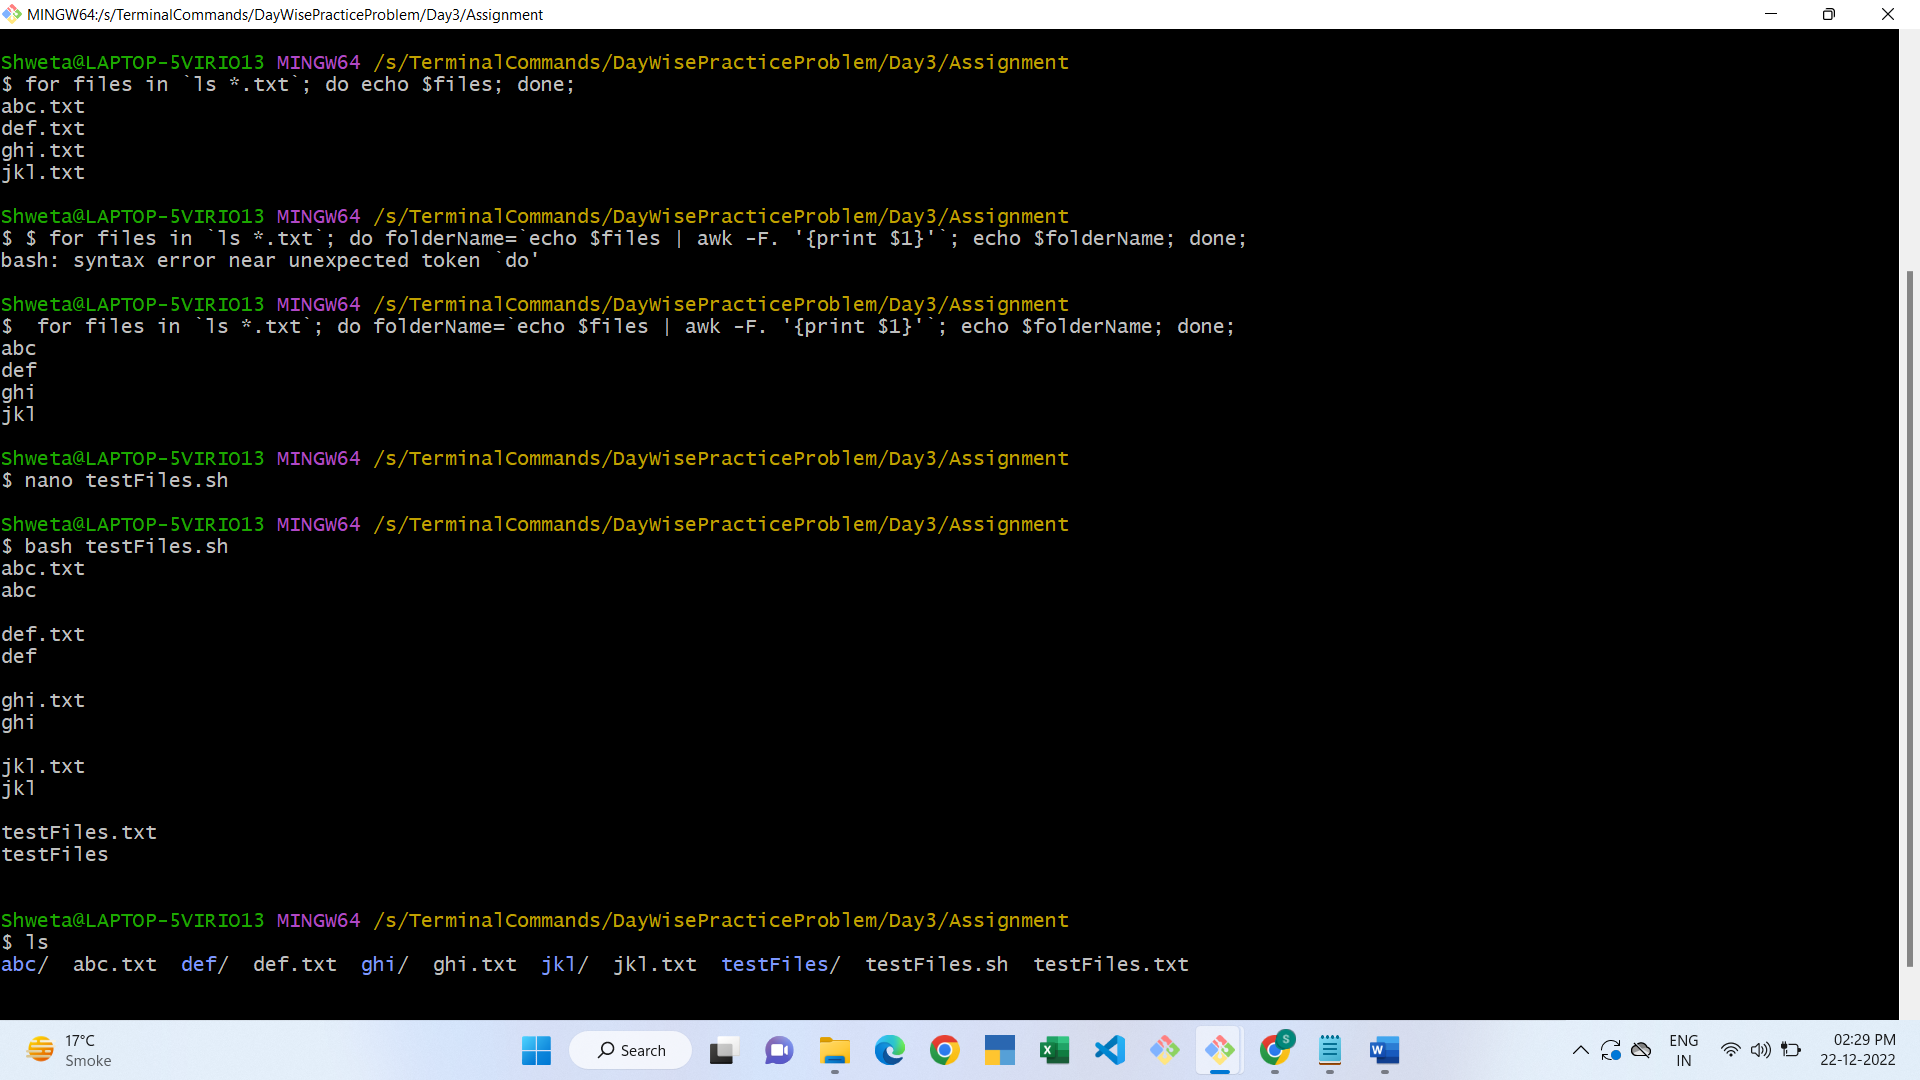 MINGW64:/s/TerminalCommands/DayWisePracticeProblem/Day3/Assignment
Shweta@LAPTOP-5VIRIO13 MINGW64 /s/TerminalCommands/DayWisePracticeProblem/Day3/Assignment
$ for files in `ls *.txt`; do echo $files; done;
abc.txt
def.txt
ghi.txt
jkl.txt
Shweta@LAPTOP-5VIRIO13 MINGW64 /s/TerminalCommands/DayWisePracticeProblem/Day3/Assignment
$ $ for files in `ls *.txt`; do folderName=`echo $files | awk -F. '{print $1}'`; echo $folderName; done;
bash: syntax error near unexpected token `do'
Shweta@LAPTOP-5VIRIO13 MINGW64 /s/TerminalCommands/DayWisePracticeProblem/Day3/Assignment
$  for files in `ls *.txt`; do folderName=`echo $files | awk -F. '{print $1}'`; echo $folderName; done;
abc
def
ghi
jkl
Shweta@LAPTOP-5VIRIO13 MINGW64 /s/TerminalCommands/DayWisePracticeProblem/Day3/Assignment
$ nano testFiles.sh
Shweta@LAPTOP-5VIRIO13 MINGW64 /s/TerminalCommands/DayWisePracticeProblem/Day3/Assignment
$ bash testFiles.sh
abc.txt
abc
def.txt
def
ghi.txt
ghi
jkl.txt
jkl
testFiles.txt
testFiles
Shweta@LAPTOP-5VIRIO13 MINGW64 /s/TerminalCommands/DayWisePracticeProblem/Day3/Assignment
$ ls
abc/  abc.txt  def/  def.txt  ghi/  ghi.txt  jkl/  jkl.txt  testFiles/  testFiles.sh  testFiles.txt
17°C
Smoke
Search
S
ENG
IN
02:29 PM
22-12-2022